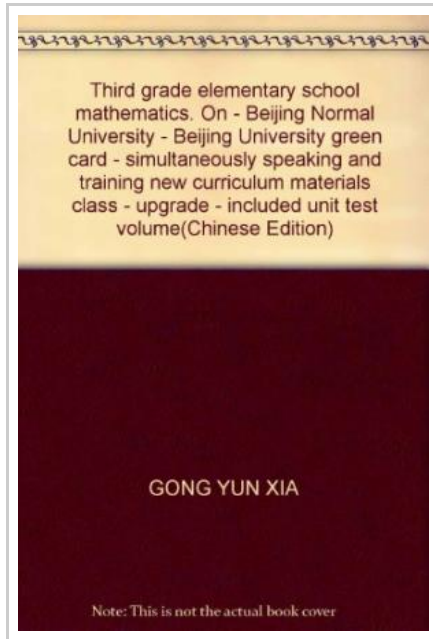 Third grade elementary school
mathematics. On - Beijing Normal
University - Beijing University green
card - simultaneously speaking and
training new curriculum materials
class - upgrade - included unit test
volume(Chinese Edition)
GONG YUN XIA
Note: This is not the actual book cover